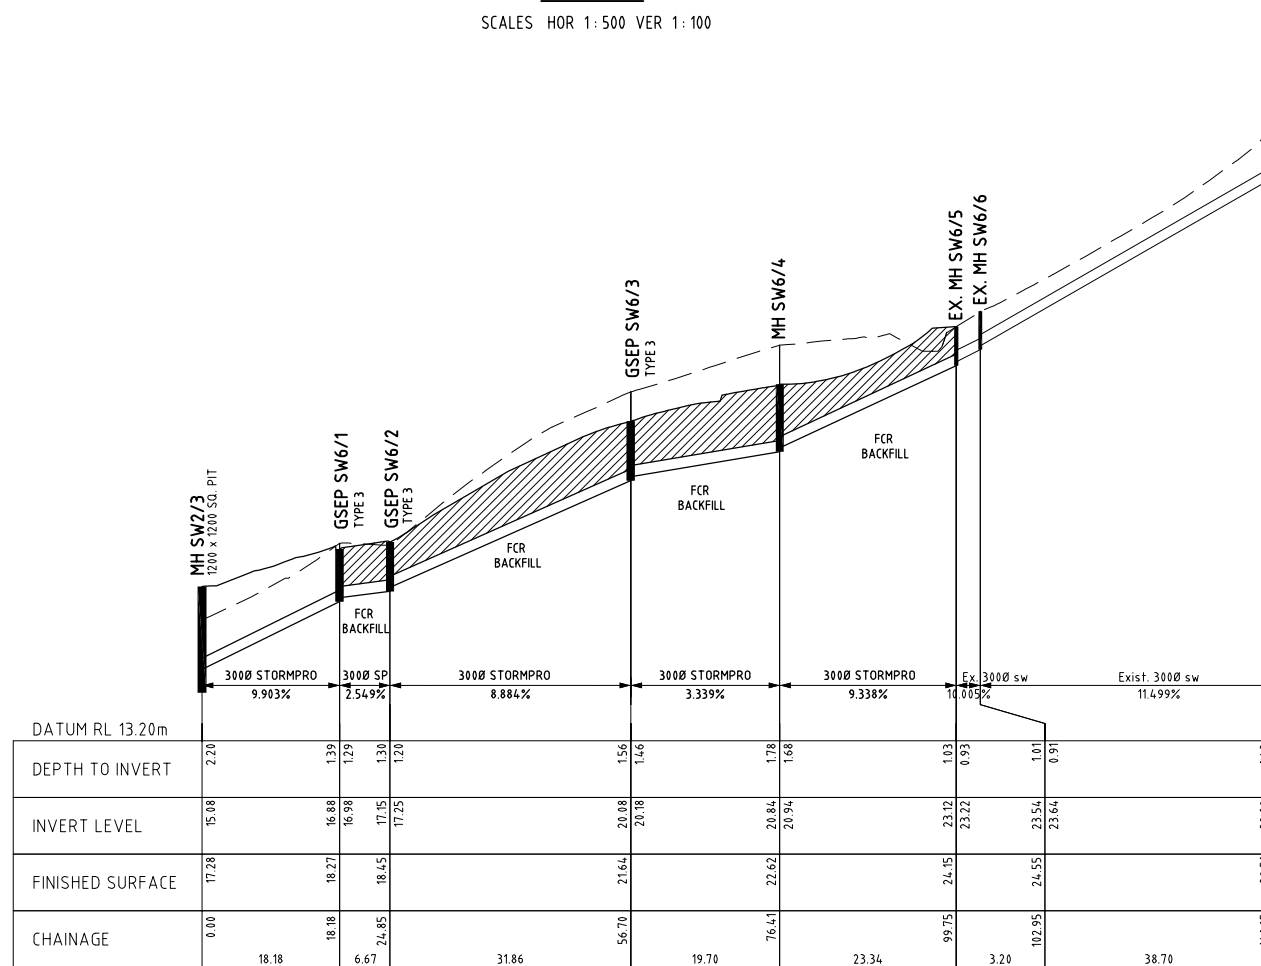 SCALES HOR 1:500 VER 1:100
EX. MH SW6/6
EX. MH SW6/5
MH SW6/4
GSEP SW6/3
TYPE 3
GSEP SW6/2
TYPE 3
GSEP SW6/1
TYPE 3
MH SW2/3
1200 x 1200 SQ. PIT
FCR
BACKFILL
FCR
BACKFILL
FCR
BACKFILL
FCR
BACKFILL
300Ø STORMPRO 300Ø SP 300Ø STORMPRO 300Ø STORMPRO 300Ø STORMPRO Ex. 300Ø sw Exist. 300Ø sw
9.903% 2.549% 8.884% 3.339% 9.338% 10.005% 11.499%
DATUM RL 13.20m
DEPTH TO INVERT 2.20 1.39 1.29 1.30 1.20 1.56 1.46 1.78 1.68 1.03 0.93 1.01 0.91
INVERT LEVEL 15.08 16.88 16.98 17.15 17.25 20.08 20.18 20.84 20.94 23.12 23.22 23.54 23.64
FINISHED SURFACE 17.28 18.27 18.45 21.64 22.62 24.15 24.55
CHAINAGE 0.00 18.18 24.85 56.70 76.41 99.75 102.95
18.18 6.67 31.86 19.70 23.34 3.20 38.70